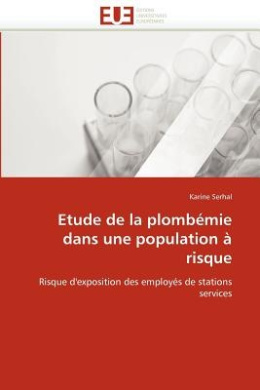 EUE
ÉDITIONS
UNIVERSITAIRES
EUROPÉENNES
Karine Serhal
Etude de la plombémie
dans une population à
risque
Risque d'exposition des employés de stations
services